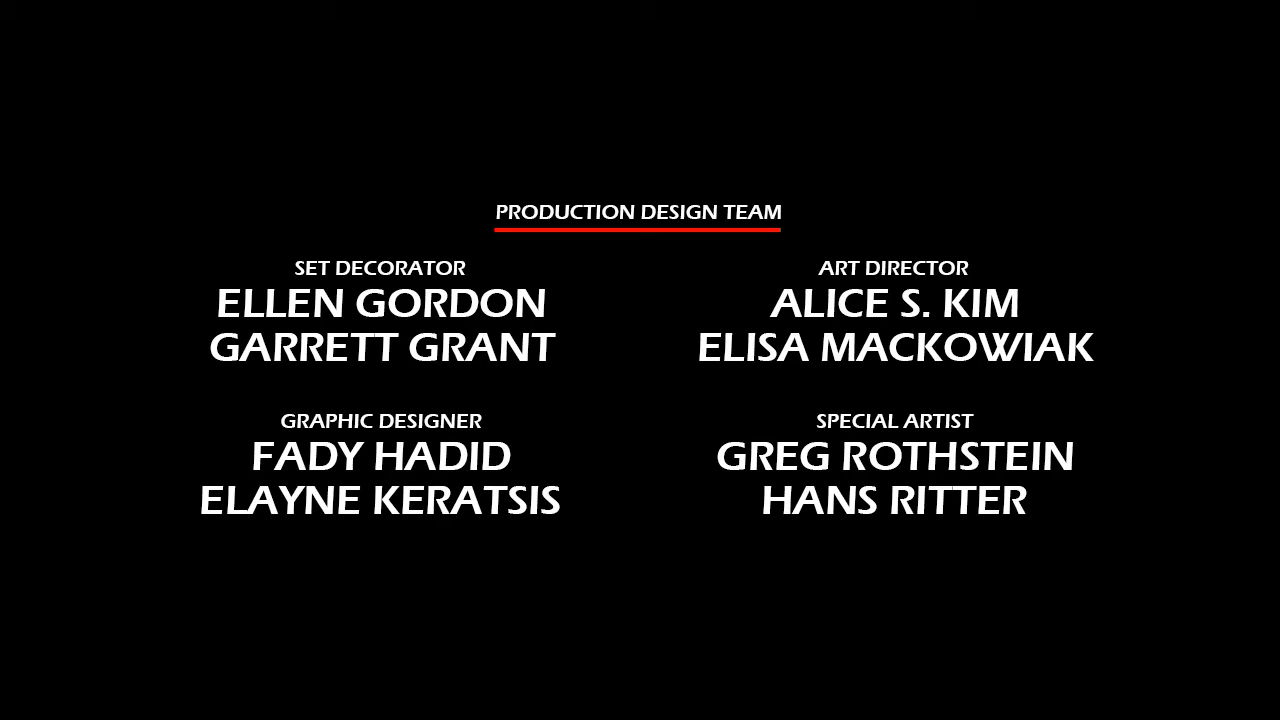 PRODUCTION DESIGN TEAM
SET DECORATOR
ELLEN GORDON
GARRETT GRANT
ART DIRECTOR
ALICE S. KIM
ELISA MACKOWIAK
GRAPHIC DESIGNER
FADY HADID
ELAYNE KERATSIS
SPECIAL ARTIST
GREG ROTHSTEIN
HANS RITTER